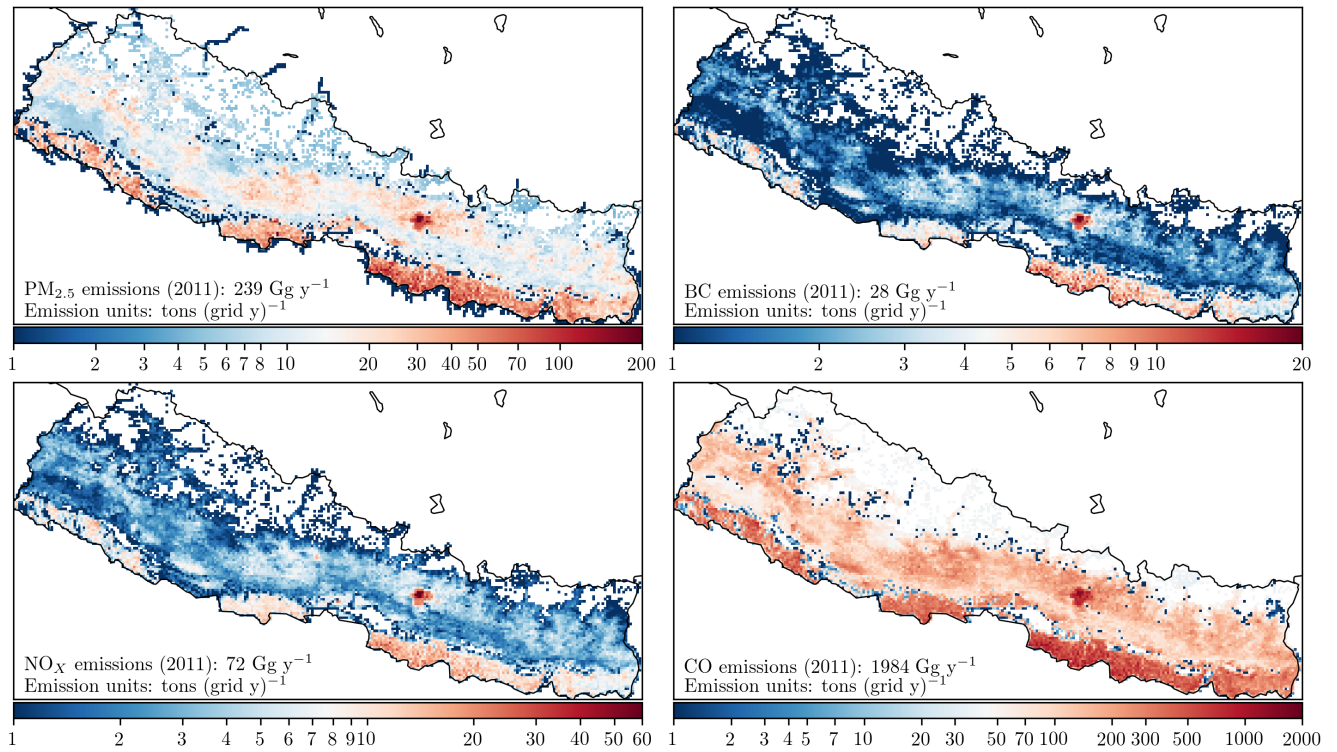 PM₂.₅ emissions (2011): 239 Gg y⁻¹
Emission units: tons (grid y)⁻¹
1 2 3 4 5 6 7 8 10 20 30 40 50 70 100 200
BC emissions (2011): 28 Gg y⁻¹
Emission units: tons (grid y)⁻¹
1 2 3 4 5 6 7 8 9 10 20
NOX emissions (2011): 72 Gg y⁻¹
Emission units: tons (grid y)⁻¹
1 2 3 4 5 6 7 8 9 10 20 30 40 50 60
CO emissions (2011): 1984 Gg y⁻¹
Emission units: tons (grid y)⁻¹
1 2 3 4 5 7 10 20 30 50 70 100 200 300 500 1000 2000